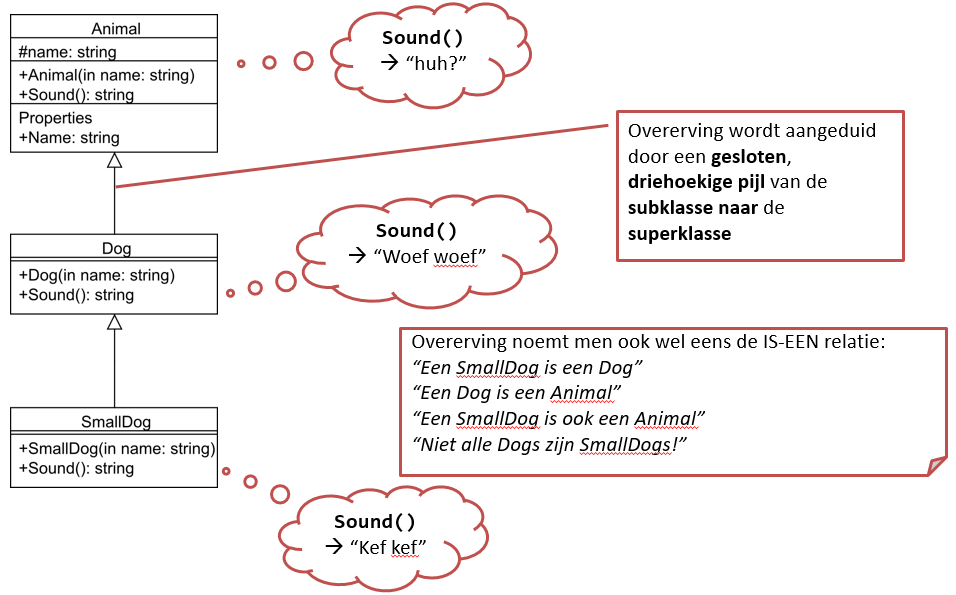 Animal
#name: string
+Animal(in name: string)
+Sound(): string
Properties
+Name: string
Sound()
→ “huh?”
Overerving wordt aangeduid
door een gesloten,
driehoekige pijl van de
subklasse naar de
superklasse
Dog
+Dog(in name: string)
+Sound(): string
Sound()
→ “Woef woef”
Overerving noemt men ook wel eens de IS-EEN relatie:
“Een SmallDog is een Dog”
“Een Dog is een Animal”
“Een SmallDog is ook een Animal”
“Niet alle Dogs zijn SmallDogs!”
SmallDog
+SmallDog(in name: string)
+Sound(): string
Sound()
→ “Kef kef”